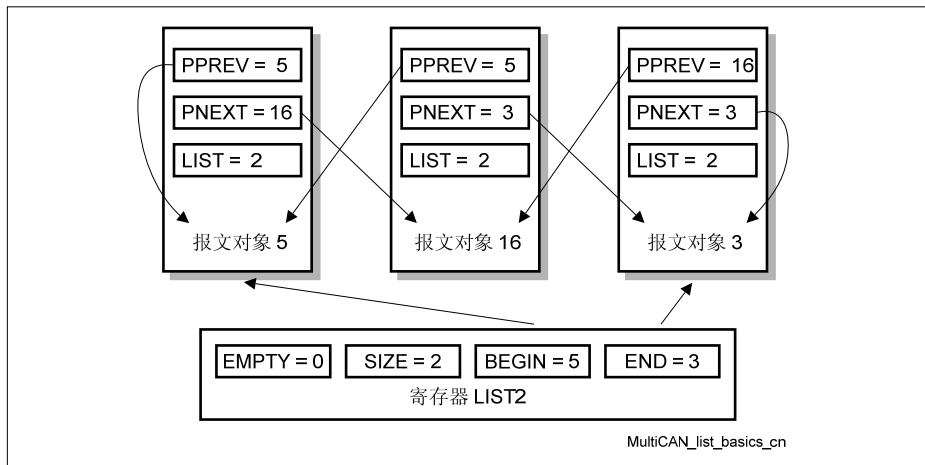 PPREV = 5
PNEXT = 16
LIST = 2
报文对象 5
PPREV = 5
PNEXT = 3
LIST = 2
报文对象 16
PPREV = 16
PNEXT = 3
LIST = 2
报文对象 3
EMPTY = 0
SIZE = 2
BEGIN = 5
END = 3
寄存器 LIST2
MultiCAN_list_basics_cn